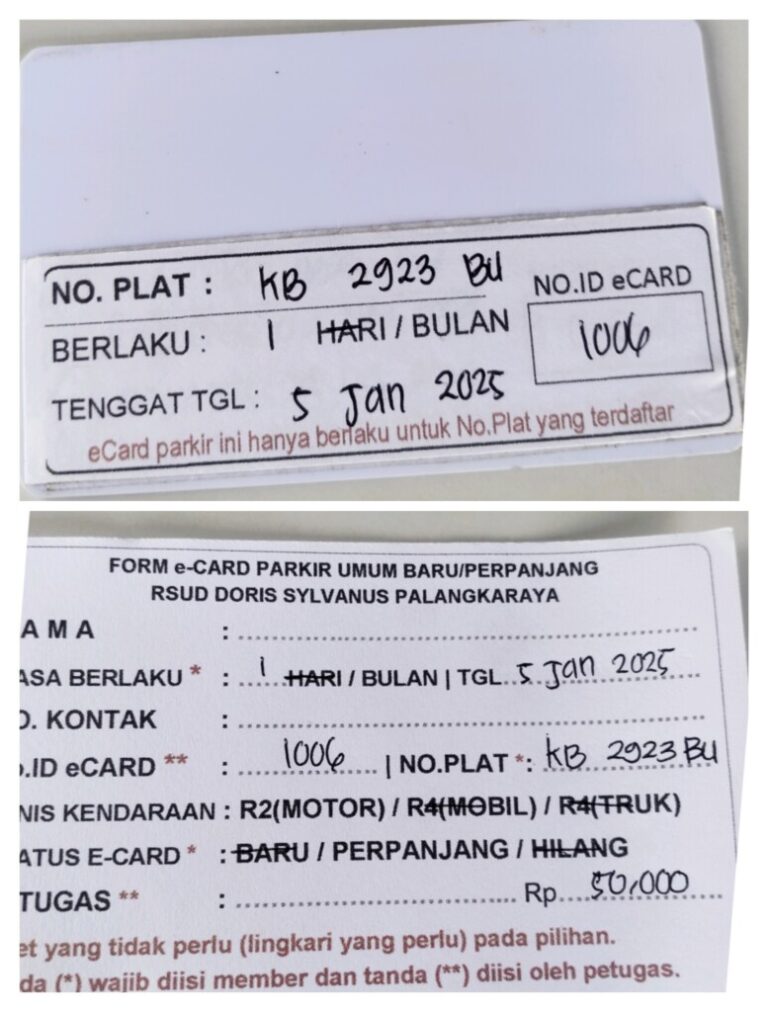 NO. PLAT : KB 2923 BU
NO.ID eCARD
BERLAKU : 1 HARI / BULAN
1006
TENGGAT TGL : 5 Jan 2025
eCard parkir ini hanya berlaku untuk No.Plat yang terdaftar
FORM e-CARD PARKIR UMUM BARU/PERPANJANG
RSUD DORIS SYLVANUS PALANGKARAYA
AMA :
ASA BERLAKU * : 1 HARI / BULAN | TGL. 5 Jan 2025
O. KONTAK :
.ID eCARD ** : 1006 | NO.PLAT *: KB 2923 BU
NIS KENDARAAN : R2(MOTOR) / R4(MOBIL) / R4(TRUK)
ATUS E-CARD * : BARU / PERPANJANG / HILANG
TUGAS ** : Rp. 50.000
et yang tidak perlu (lingkari yang perlu) pada pilihan.
da (*) wajib diisi member dan tanda (**) diisi oleh petugas.